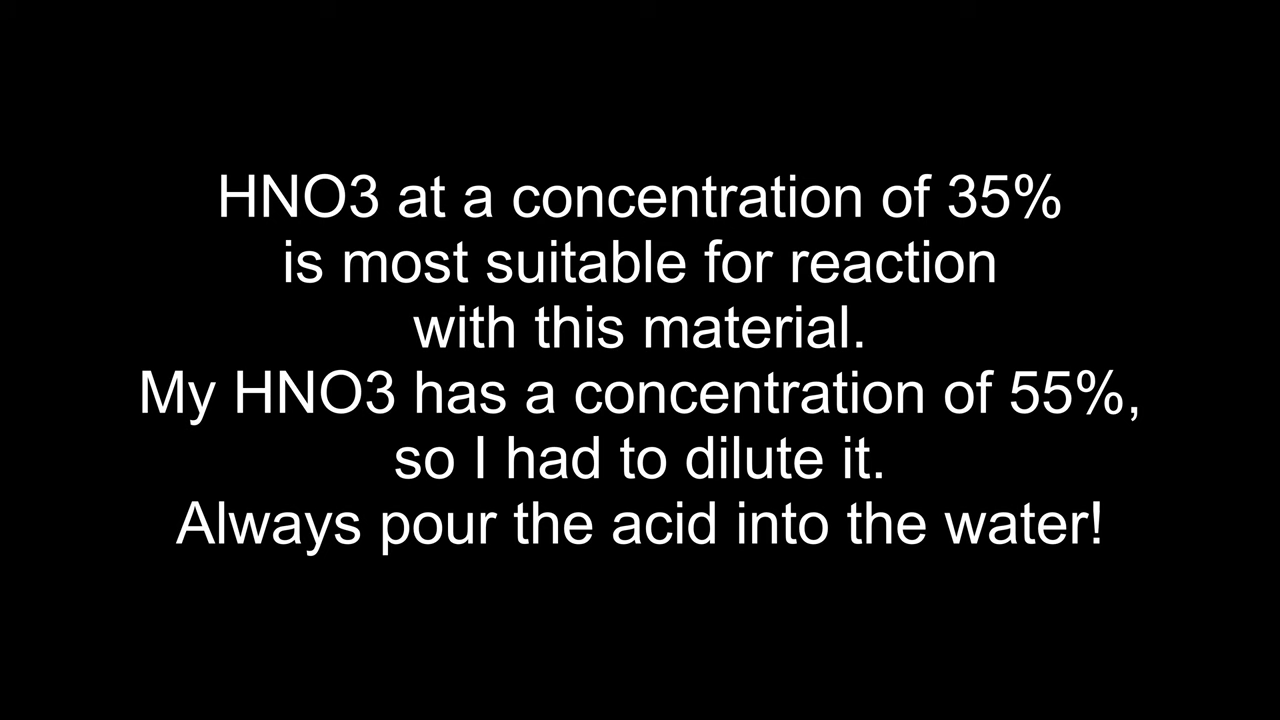 HNO3 at a concentration of 35%
is most suitable for reaction
with this material.
My HNO3 has a concentration of 55%,
so I had to dilute it.
Always pour the acid into the water!